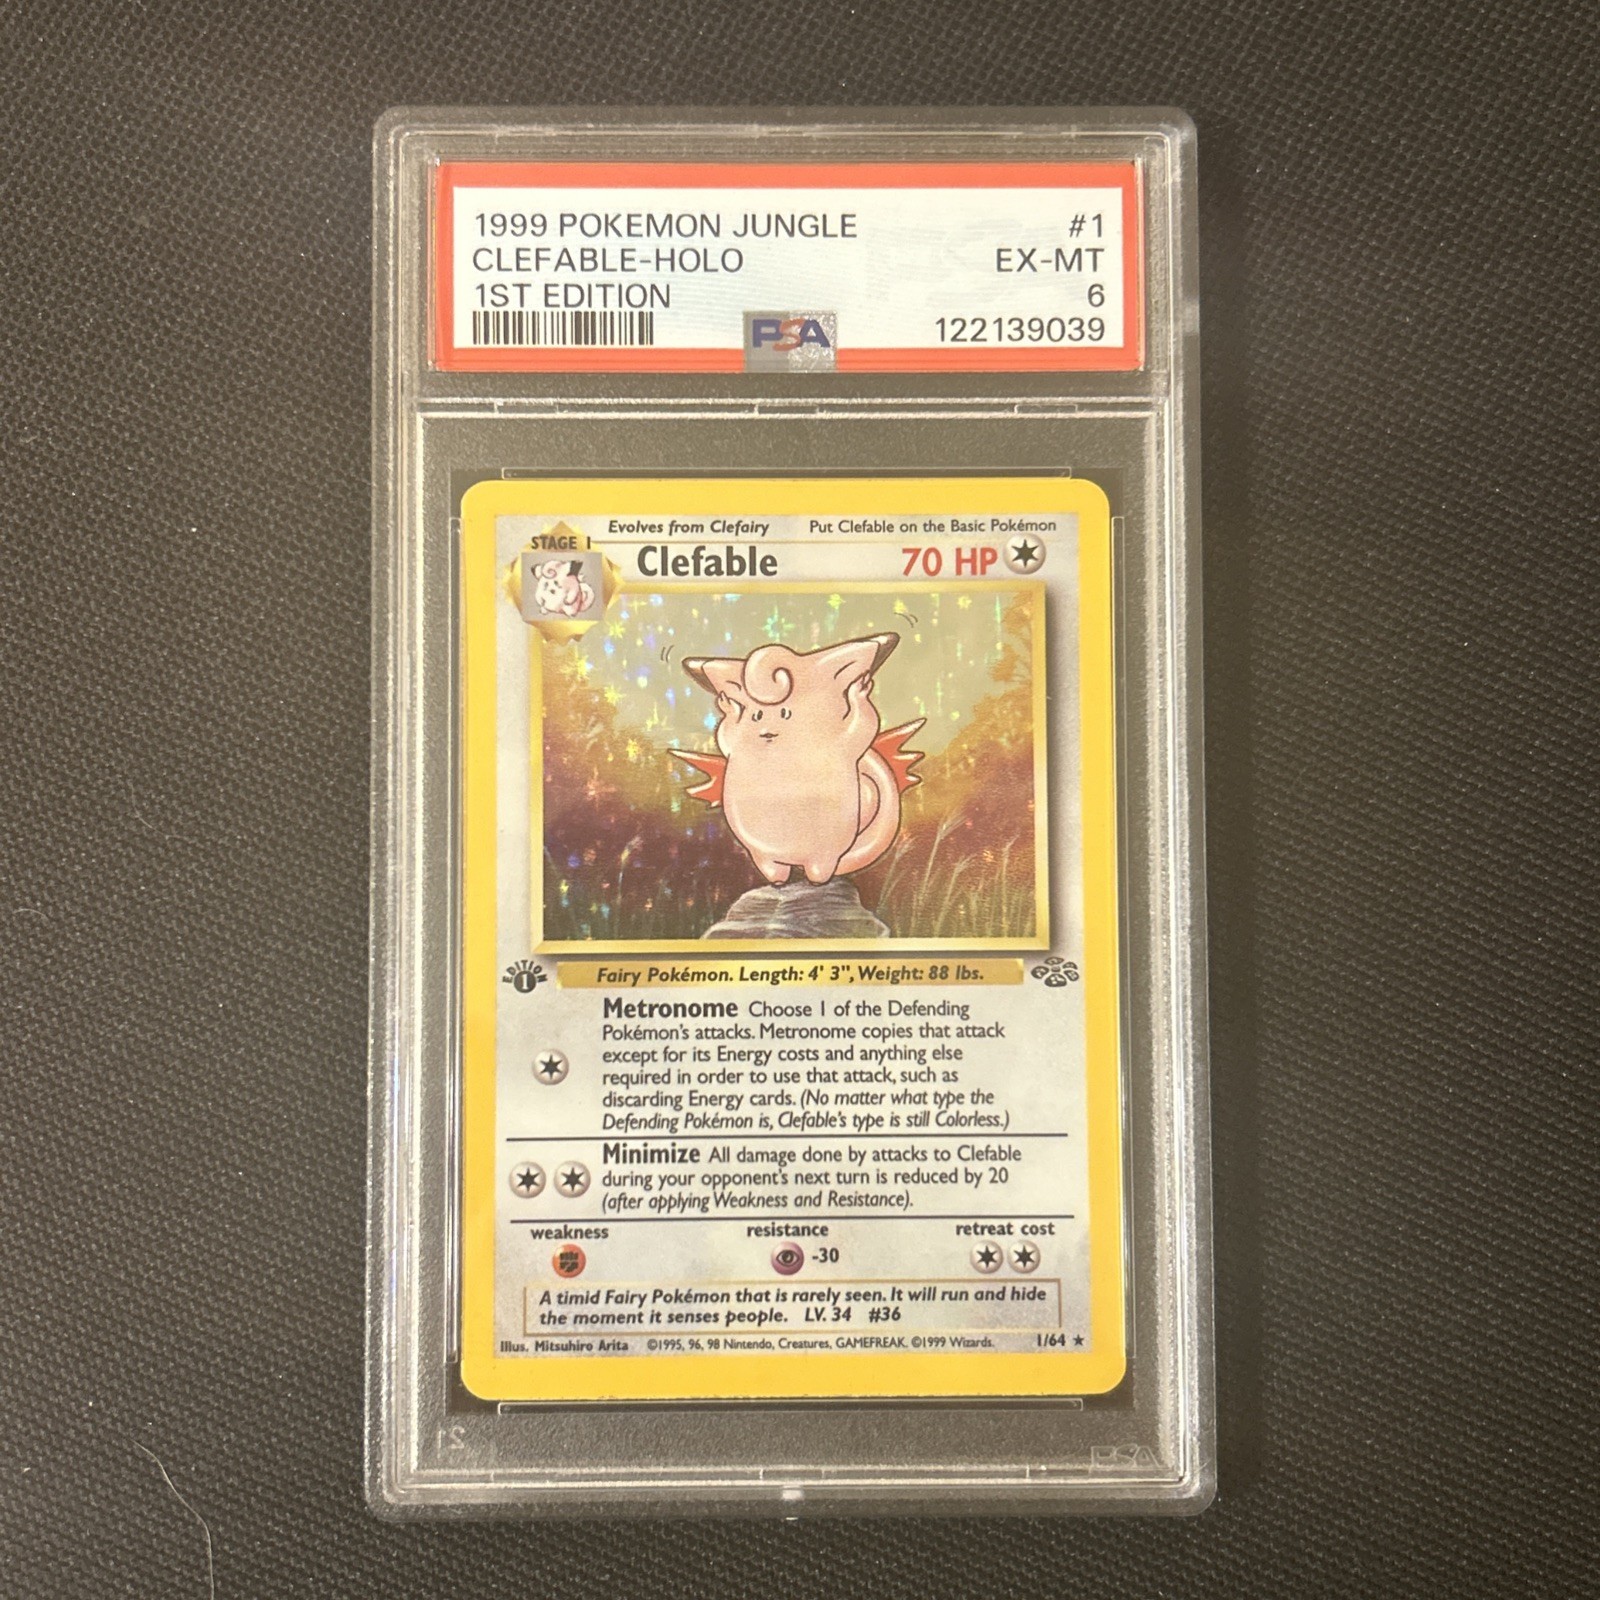 1999 POKEMON JUNGLE #1
CLEFABLE-HOLO EX-MT
1ST EDITION 6
PSA 122139039
Evolves from Clefairy Put Clefable on the Basic Pokémon
STAGE 1
Clefable 70 HP
EDITION 1
Fairy Pokémon. Length: 4' 3", Weight: 88 lbs.
Metronome Choose 1 of the Defending
Pokémon's attacks. Metronome copies that attack
except for its Energy costs and anything else
required in order to use that attack, such as
discarding Energy cards. (No matter what type the
Defending Pokémon is, Clefable's type is still Colorless.)
Minimize All damage done by attacks to Clefable
during your opponent's next turn is reduced by 20
(after applying Weakness and Resistance).
weakness resistance retreat cost
-30
A timid Fairy Pokémon that is rarely seen. It will run and hide
the moment it senses people. LV. 34 #36
Illus. Mitsuhiro Arita ©1995, 96, 98 Nintendo, Creatures, GAMEFREAK. ©1999 Wizards. 1/64 ★
PSA